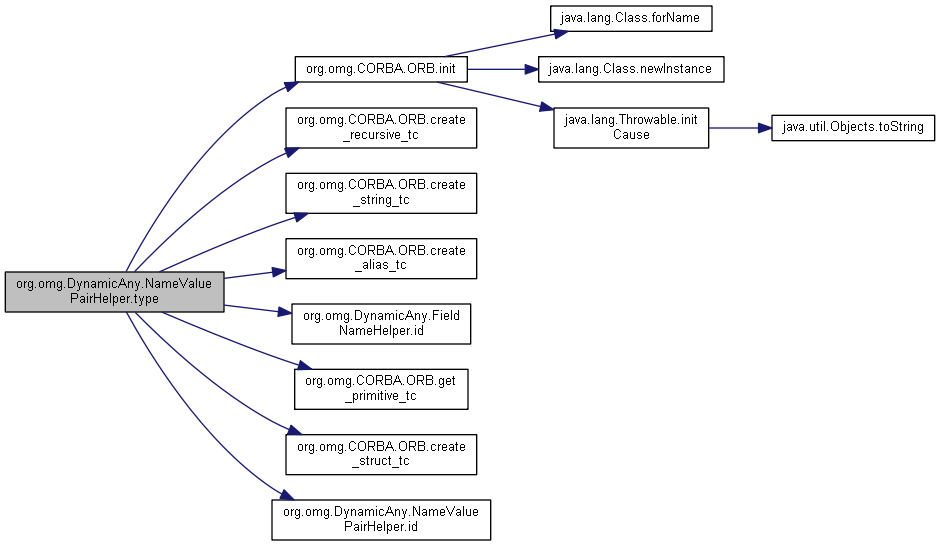 java.lang.Class.forName
org.omg.CORBA.ORB.init
java.lang.Class.newInstance
java.lang.Throwable.init
Cause
java.util.Objects.toString
org.omg.CORBA.ORB.create
_recursive_tc
org.omg.CORBA.ORB.create
_string_tc
org.omg.CORBA.ORB.create
_alias_tc
org.omg.DynamicAny.NameValue
PairHelper.type
org.omg.DynamicAny.Field
NameHelper.id
org.omg.CORBA.ORB.get
_primitive_tc
org.omg.CORBA.ORB.create
_struct_tc
org.omg.DynamicAny.NameValue
PairHelper.id